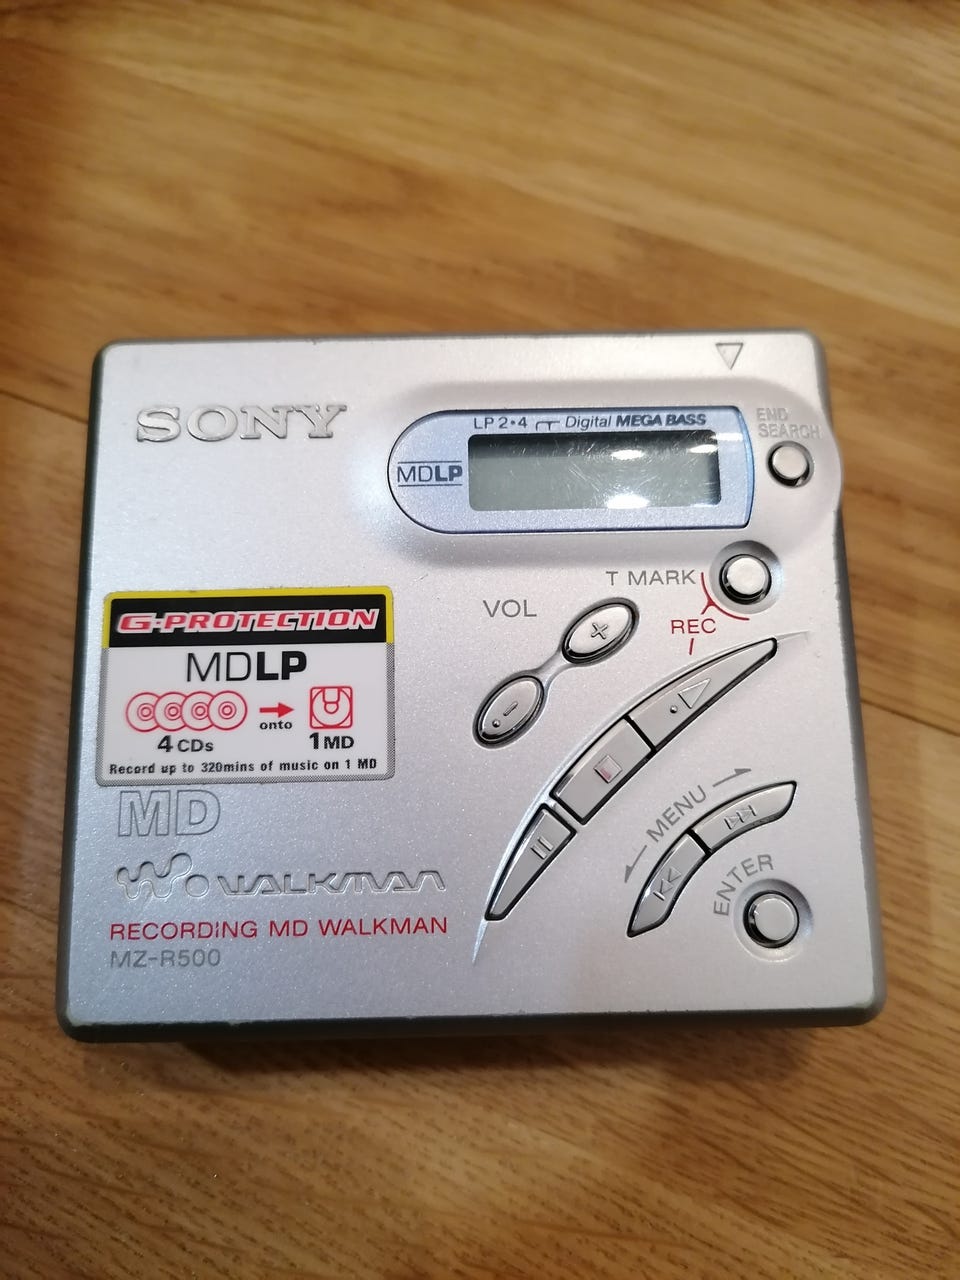 SONY
LP 2•4 Digital MEGA BASS
END
SEARCH
MDLP
T MARK
VOL
REC
G-PROTECTION
MDLP
4 CDs
onto
1 MD
Record up to 320mins of music on 1 MD
MD
WALKMAN
RECORDING MD WALKMAN
MZ-R500
MENU
ENTER